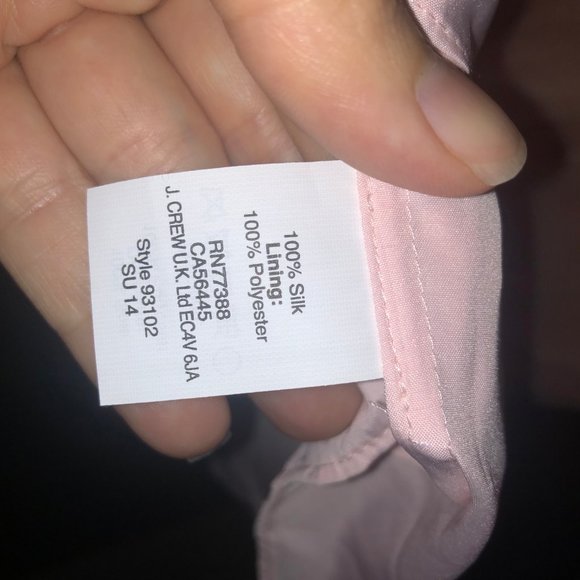 100% Silk
Lining:
100% Polyester
RN77388
CA56445
J. CREW U.K. Ltd EC4V 6JA
Style 93102
SU 14